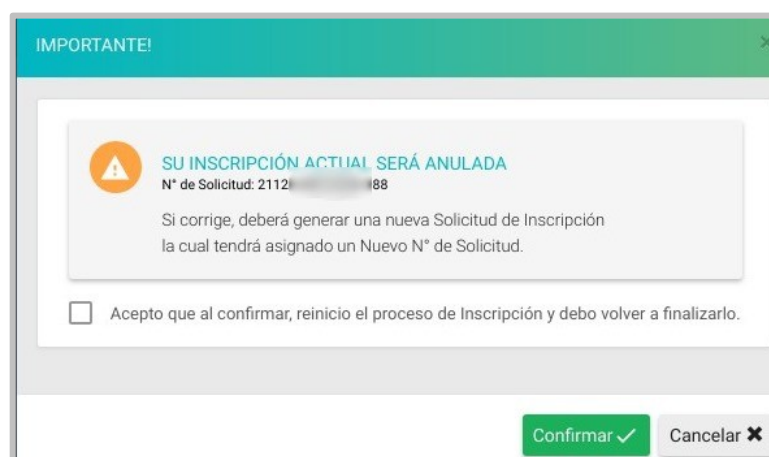 IMPORTANTE!
SU INSCRIPCIÓN ACTUAL SERÁ ANULADA
N° de Solicitud: 2112 88
Si corrige, deberá generar una nueva Solicitud de Inscripción
la cual tendrá asignado un Nuevo N° de Solicitud.
Acepto que al confirmar, reinicio el proceso de Inscripción y debo volver a finalizarlo.
Confirmar Cancelar